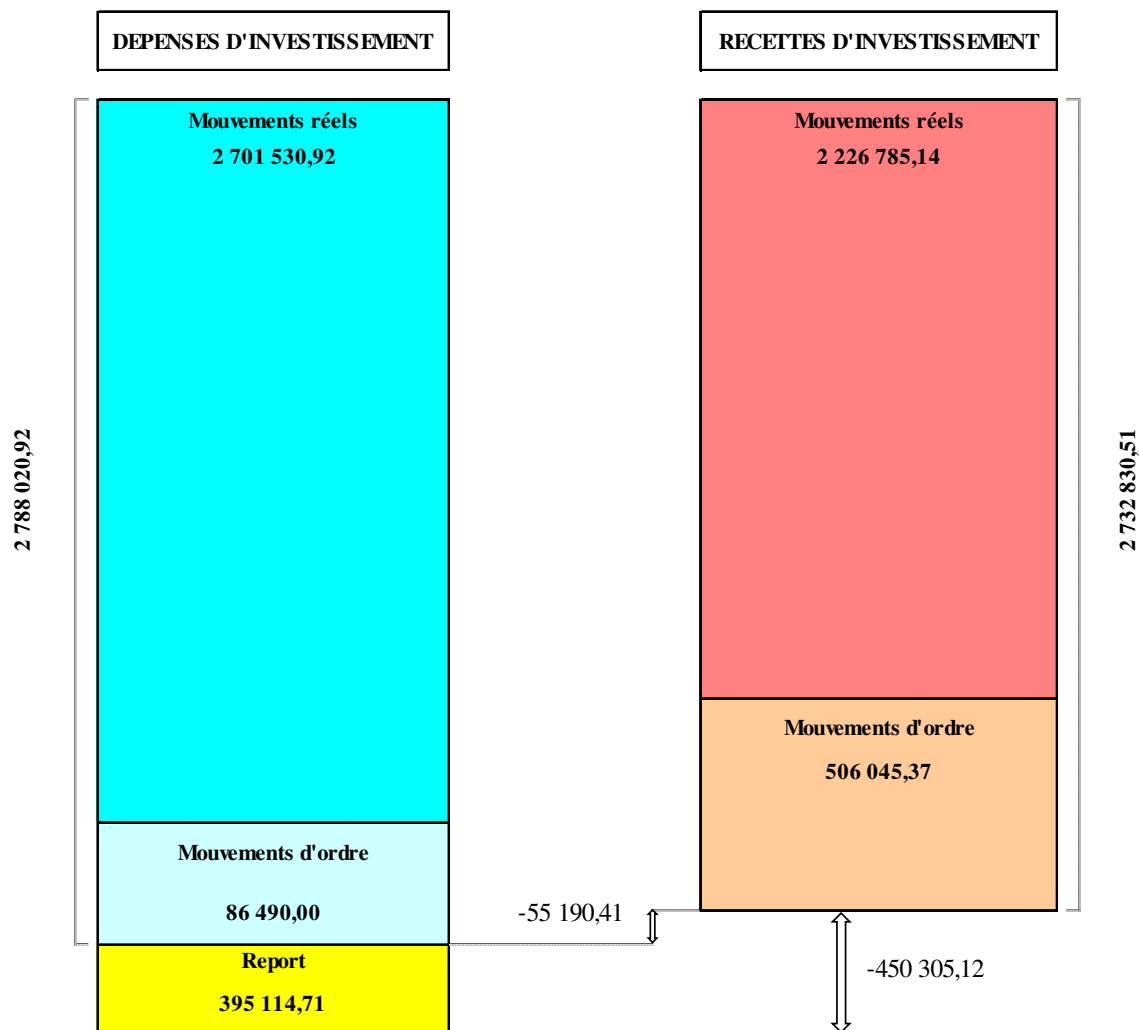 DEPENSES D'INVESTISSEMENT
RECETTES D'INVESTISSEMENT
Mouvements réels
2 701 530,92
Mouvements réels
2 226 785,14
2 788 020,92
2 732 830,51
Mouvements d'ordre
506 045,37
Mouvements d'ordre
86 490,00
-55 190,41
Report
395 114,71
-450 305,12